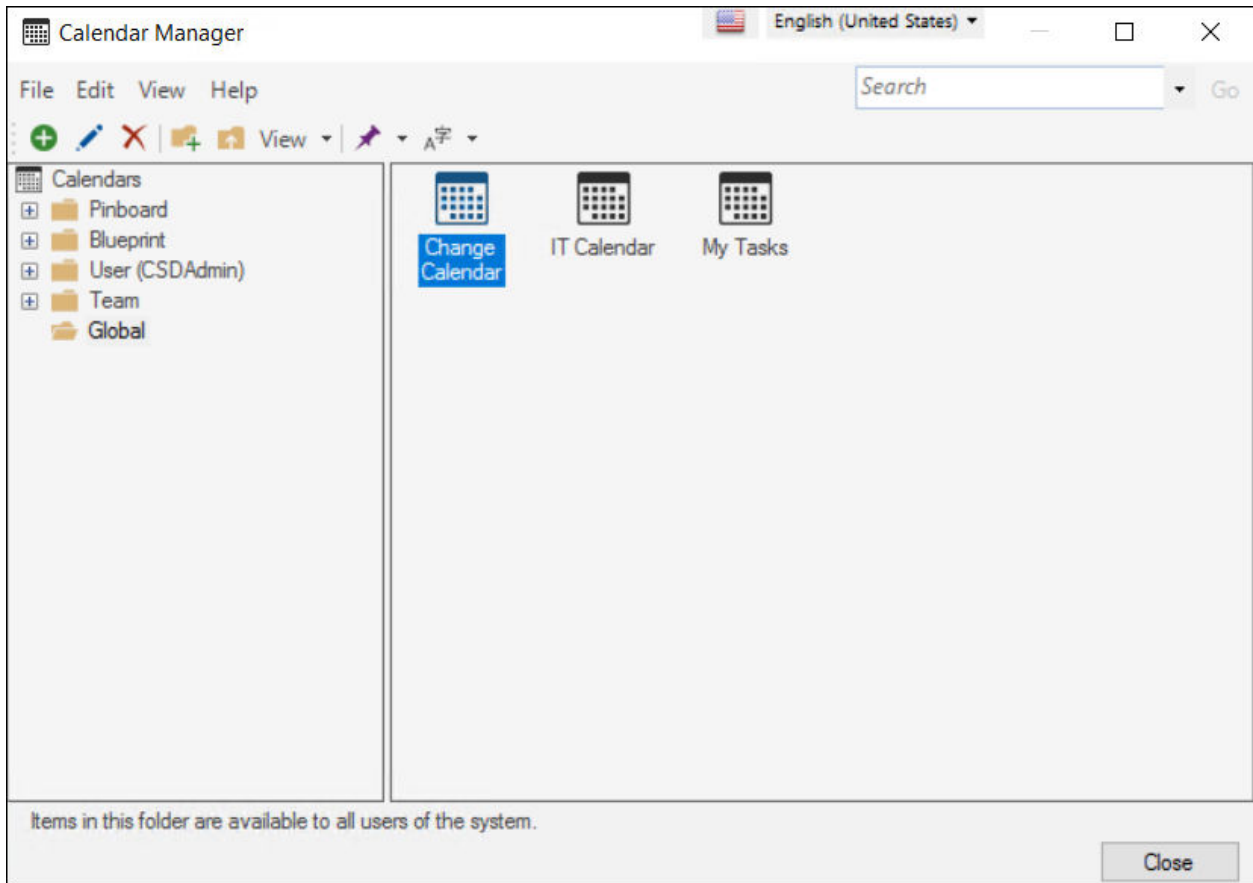 Calendar Manager
English (United States)
File Edit View Help
Search
Go
View
A字
Calendars
Pinboard
Blueprint
User (CSDAdmin)
Team
Global
Change
Calendar
IT Calendar
My Tasks
Items in this folder are available to all users of the system.
Close